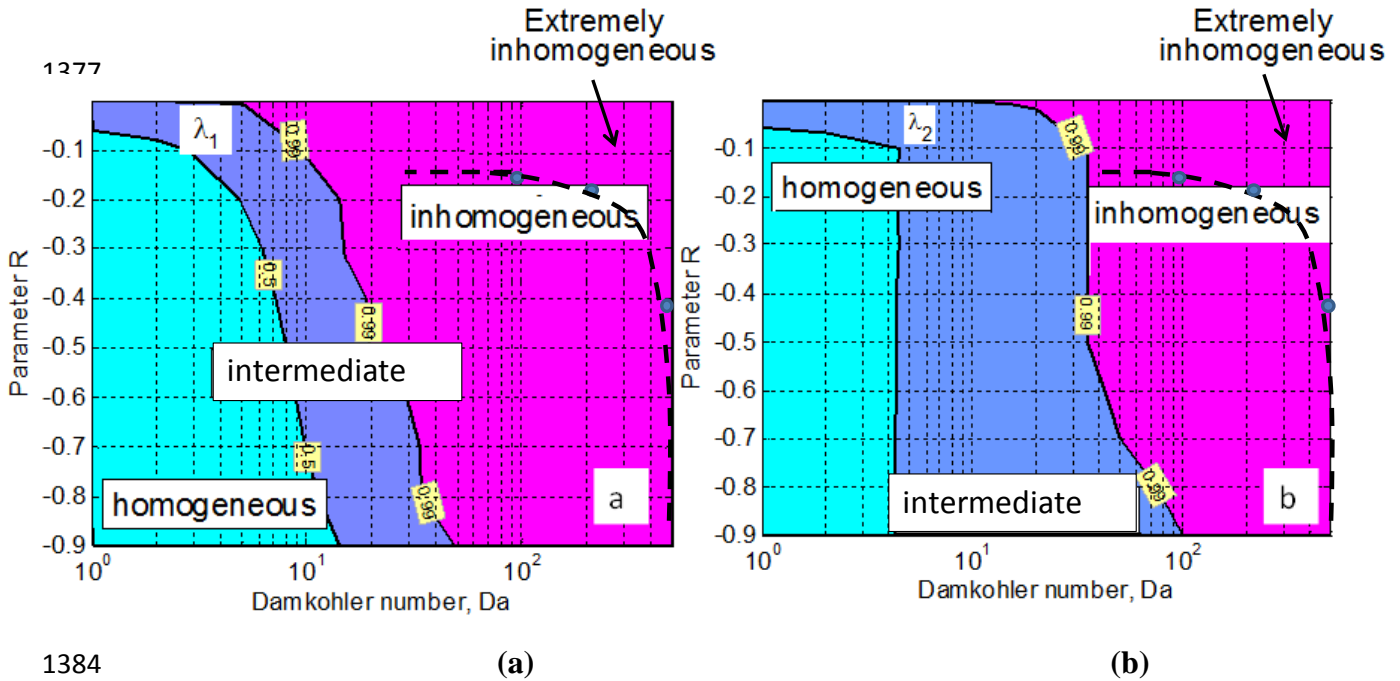 Extremely
inhomogeneous
1377
λ1
0.99
-0.1
-0.2
-0.3
-0.4
-0.5
-0.6
-0.7
-0.8
-0.9
Parameter R
inhomogeneous
0.5
0.99
intermediate
0.5
0.99
homogeneous
a
10^0
10^1
10^2
Damkohler number, Da
Extremely
inhomogeneous
λ2
0.99
-0.1
-0.2
-0.3
-0.4
-0.5
-0.6
-0.7
-0.8
-0.9
Parameter R
homogeneous
inhomogeneous
0.99
0.99
intermediate
b
10^0
10^1
10^2
Damkohler number, Da
1384
(a)
(b)